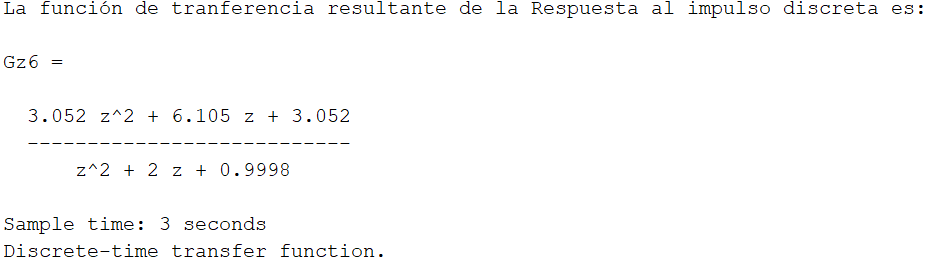 La función de tranferencia resultante de la Respuesta al impulso discreta es:
Gz6 =
3.052 z^2 + 6.105 z + 3.052
---------------------------
z^2 + 2 z + 0.9998
Sample time: 3 seconds
Discrete-time transfer function.